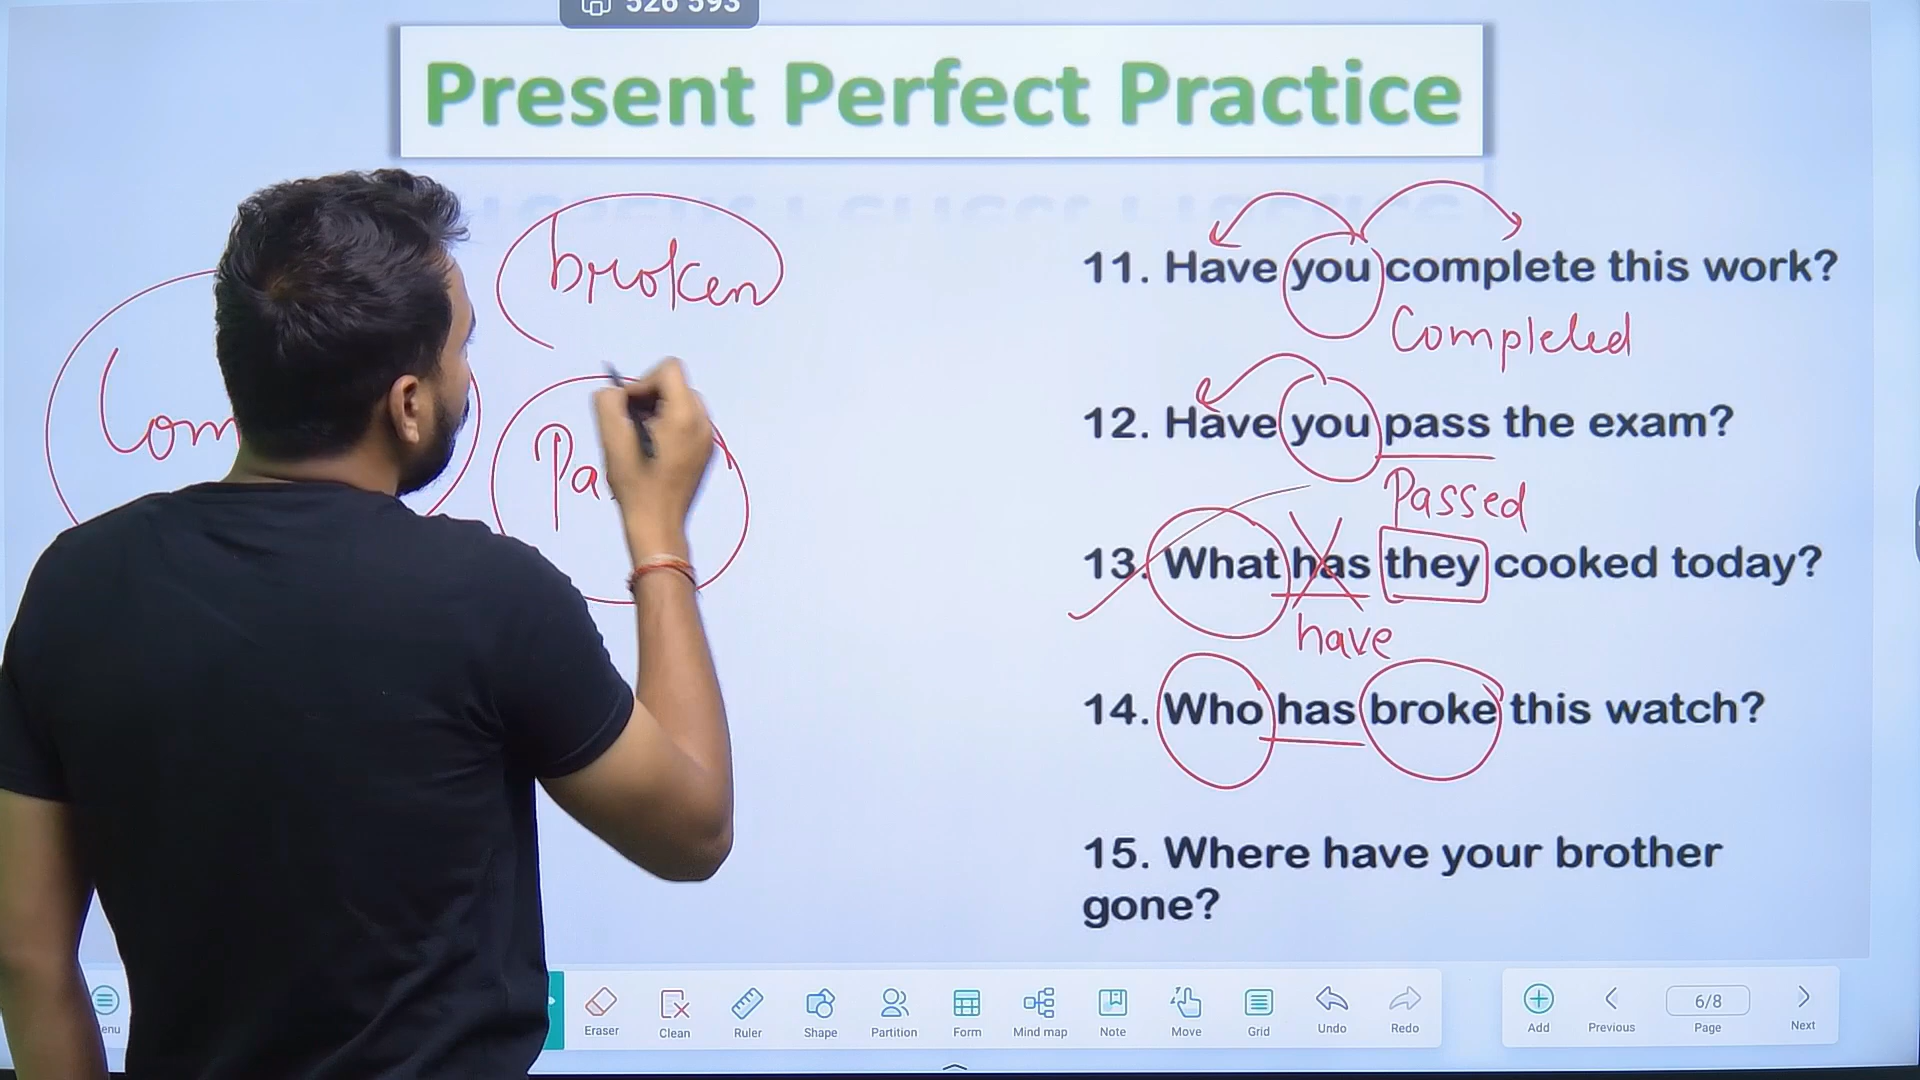 526 593
Present Perfect Practice
broken
Com
Pa
11. Have you complete this work?
Completed
12. Have you pass the exam?
Passed
13. What has they cooked today?
have
14. Who has broke this watch?
15. Where have your brother
gone?
enu
Eraser
Clean
Ruler
Shape
Partition
Form
Mind map
Note
Move
Grid
Undo
Redo
Add
Previous
6/8
Page
Next